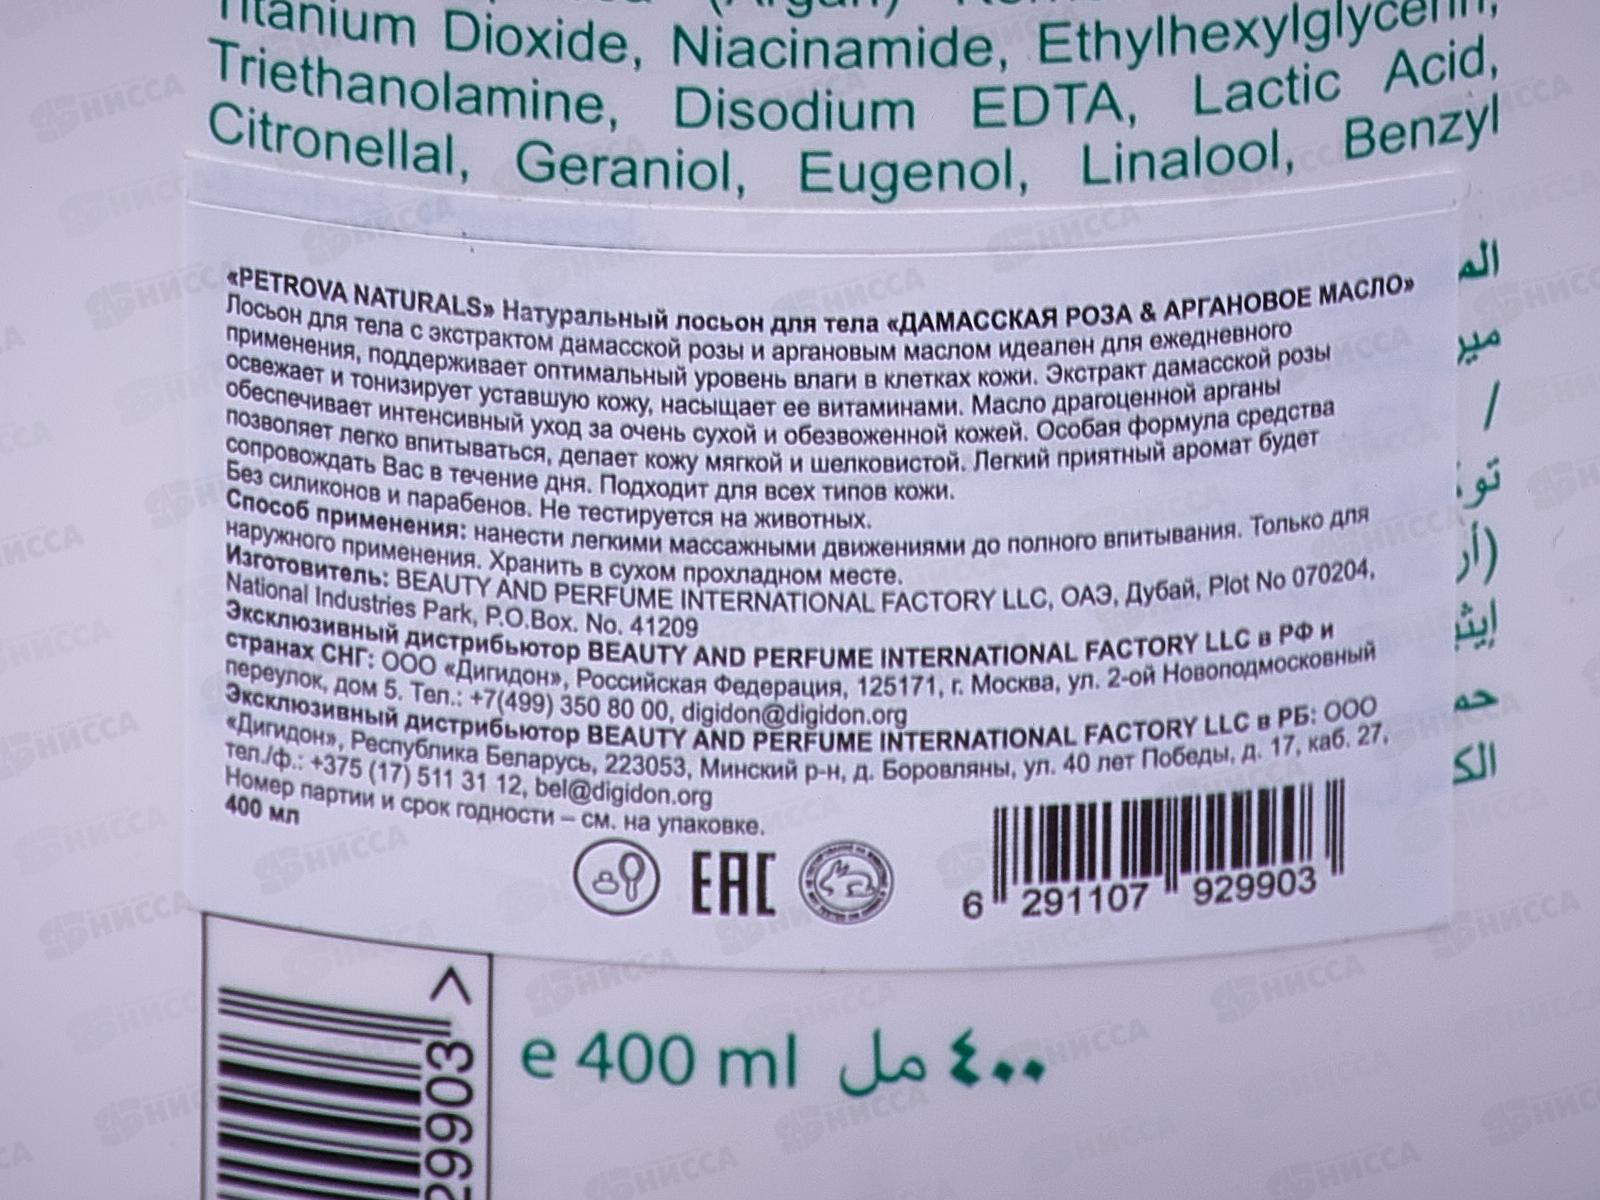 (Argan)
Titanium Dioxide, Niacinamide, Ethylhexylglycerin,
Triethanolamine, Disodium EDTA, Lactic Acid,
Citronellal, Geraniol, Eugenol, Linalool, Benzyl
«PETROVA NATURALS» Натуральный лосьон для тела «ДАМАССКАЯ РОЗА & АРГАНОВОЕ МАСЛО»
Лосьон для тела с экстрактом дамасской розы и аргановым маслом идеален для ежедневного
применения, поддерживает оптимальный уровень влаги в клетках кожи. Экстракт дамасской розы
освежает и тонизирует уставшую кожу, насыщает ее витаминами. Масло драгоценной арганы
обеспечивает интенсивный уход за очень сухой и обезвоженной кожей. Особая формула средства
позволяет легко впитываться, делает кожу мягкой и шелковистой. Легкий приятный аромат будет
сопровождать Вас в течение дня. Подходит для всех типов кожи.
Без силиконов и парабенов. Не тестируется на животных.
Способ применения: нанести легкими массажными движениями до полного впитывания. Только для
наружного применения. Хранить в сухом прохладном месте.
Изготовитель: BEAUTY AND PERFUME INTERNATIONAL FACTORY LLC, ОАЭ, Дубай, Plot No 070204,
National Industries Park, P.O.Box. No. 41209
Эксклюзивный дистрибьютор BEAUTY AND PERFUME INTERNATIONAL FACTORY LLC в РФ и
странах СНГ: ООО «Дигидон», Российская Федерация, 125171, г. Москва, ул. 2-ой Новоподмосковный
переулок, дом 5. Тел.: +7(499) 350 80 00, digidon@digidon.org
Эксклюзивный дистрибьютор BEAUTY AND PERFUME INTERNATIONAL FACTORY LLC в РБ: ООО
«Дигидон», Республика Беларусь, 223053, Минский р-н, д. Боровляны, ул. 40 лет Победы, д. 17, каб. 27,
тел./ф.: +375 (17) 511 31 12, bel@digidon.org
Номер партии и срок годности – см. на упаковке.
400 мл
EAC
6 291107 929903
29903 >
e 400 ml ٤٠٠ مل
НИССА